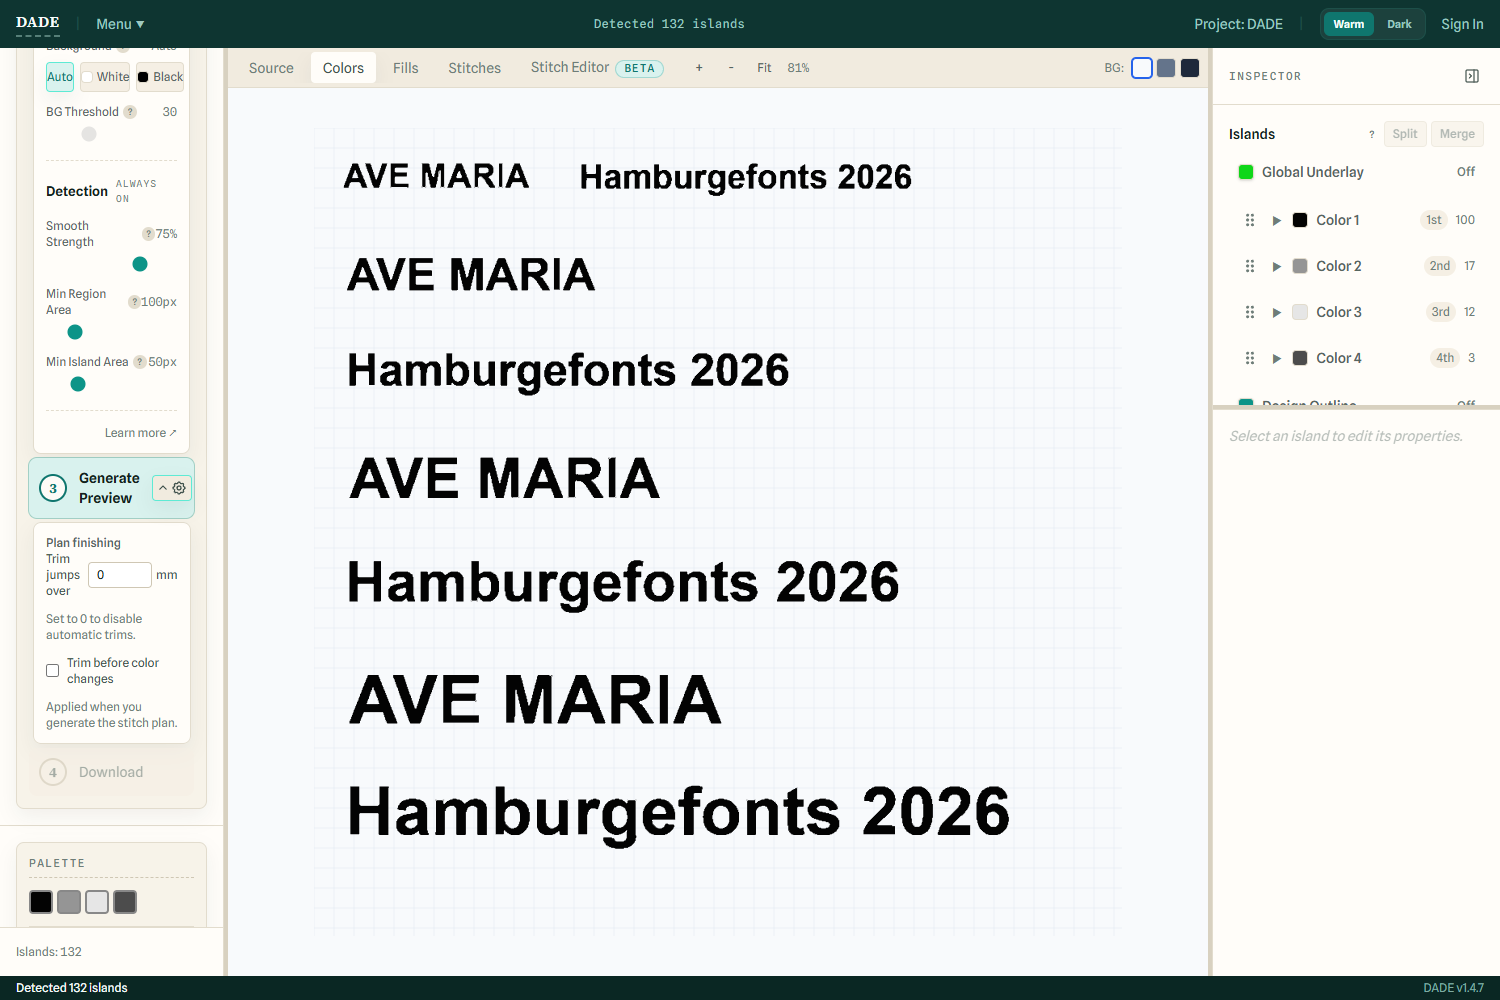 DADE
Menu ▼
Detected 132 islands
Project: DADE
Warm
Dark
Sign In
Background ? Auto
Auto White Black
BG Threshold ? 30
Detection ALWAYS ON
Smooth Strength ? 75%
Min Region Area ? 100px
Min Island Area ? 50px
Learn more ↗
3 Generate Preview
Plan finishing
Trim jumps over 0 mm
Set to 0 to disable
automatic trims.
Trim before color
changes
Applied when you
generate the stitch plan.
4 Download
PALETTE
Islands: 132
Source Colors Fills Stitches Stitch Editor BETA + - Fit 81% BG:
AVE MARIA Hamburgefonts 2026
AVE MARIA
Hamburgefonts 2026
AVE MARIA
Hamburgefonts 2026
AVE MARIA
Hamburgefonts 2026
INSPECTOR
Islands ? Split Merge
Global Underlay Off
Color 1 1st 100
Color 2 2nd 17
Color 3 3rd 12
Color 4 4th 3
Design Outline Off
Select an island to edit its properties.
Detected 132 islands
DADE v1.4.7